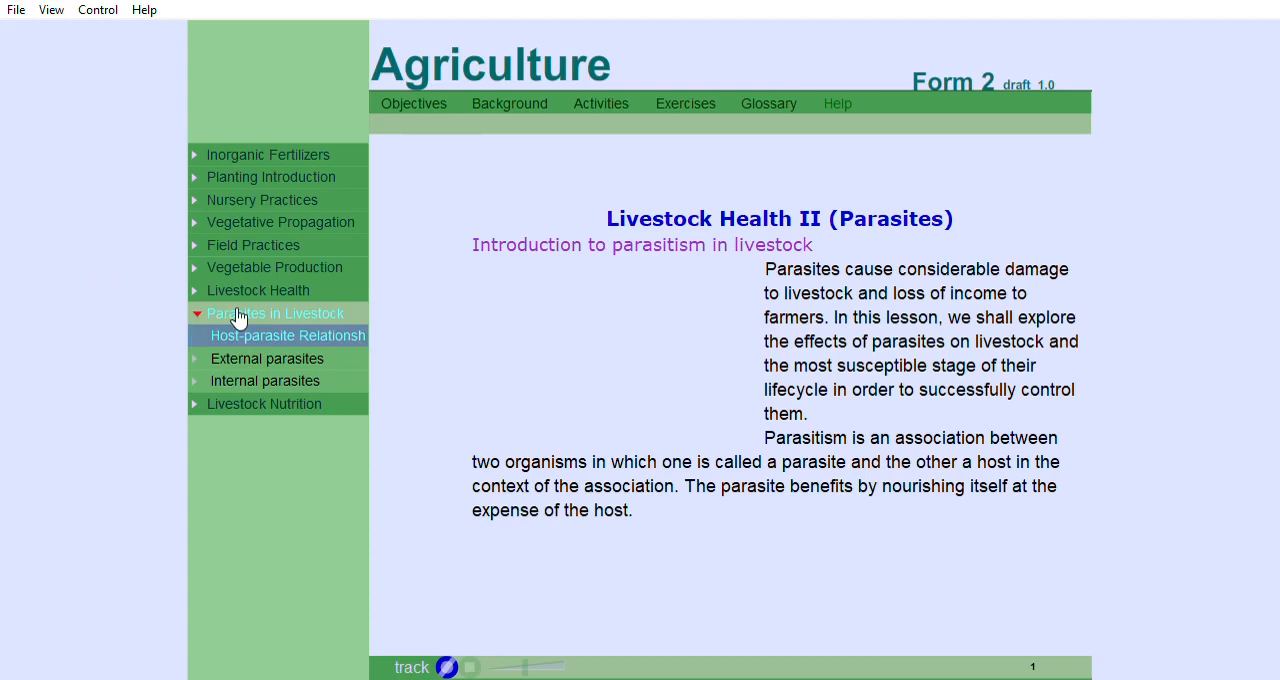 File View Control Help
Agriculture
Form 2 draft 1.0
Objectives Background Activities Exercises Glossary Help
Inorganic Fertilizers
Planting Introduction
Nursery Practices
Vegetative Propagation
Field Practices
Vegetable Production
Livestock Health
Parasites in Livestock
Host-parasite Relationsh
External parasites
Internal parasites
Livestock Nutrition
Livestock Health II (Parasites)
Introduction to parasitism in livestock
Parasites cause considerable damage
to livestock and loss of income to
farmers. In this lesson, we shall explore
the effects of parasites on livestock and
the most susceptible stage of their
lifecycle in order to successfully control
them.
Parasitism is an association between
two organisms in which one is called a parasite and the other a host in the
context of the association. The parasite benefits by nourishing itself at the
expense of the host.
track
1